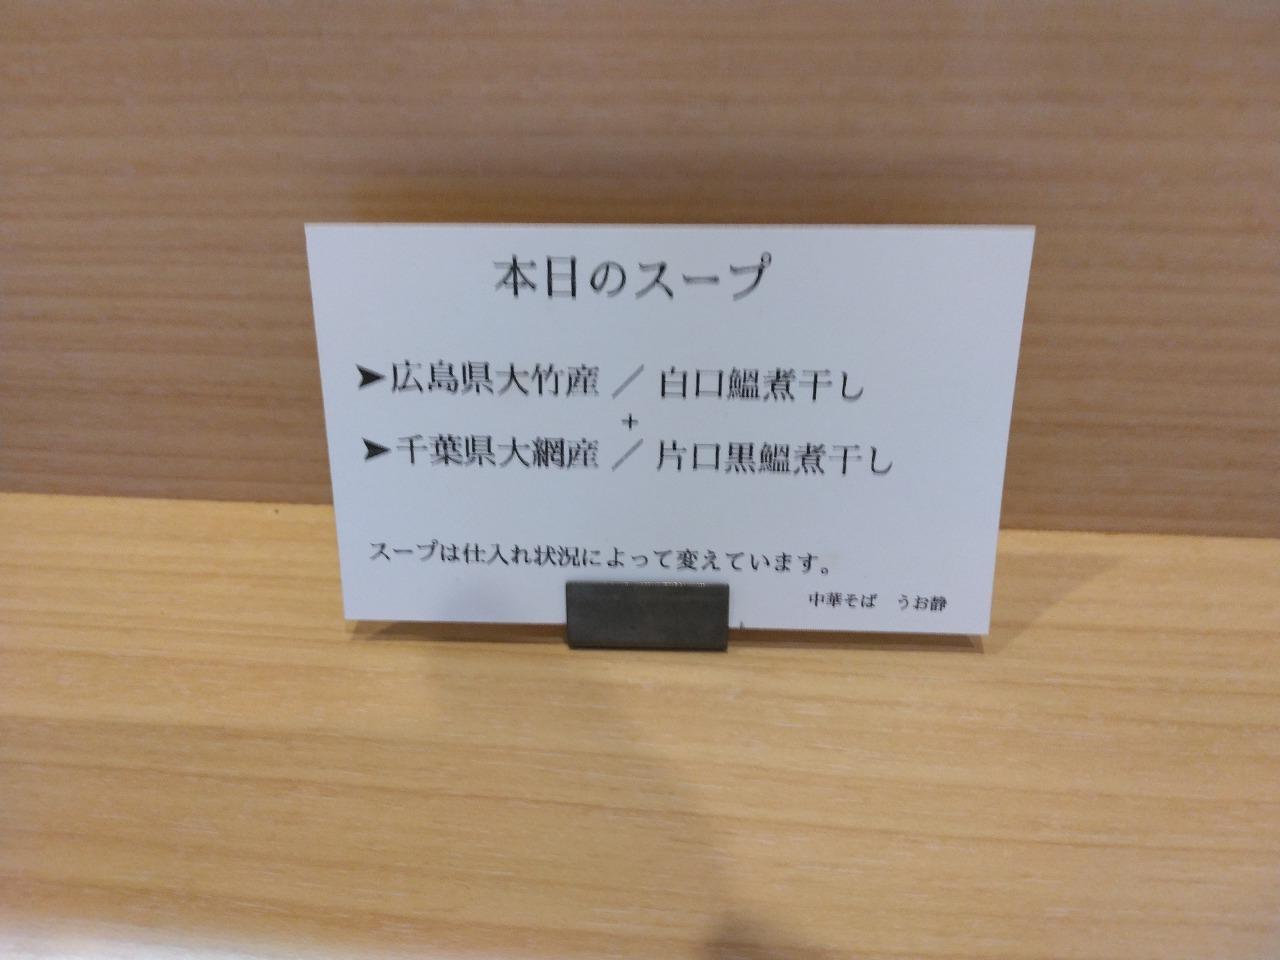 本日のスープ
➤広島県大竹産 ／ 白口鰮煮干し
+
➤千葉県大網産 ／ 片口黒鰮煮干し
スープは仕入れ状況によって変えています。
中華そば　うお静